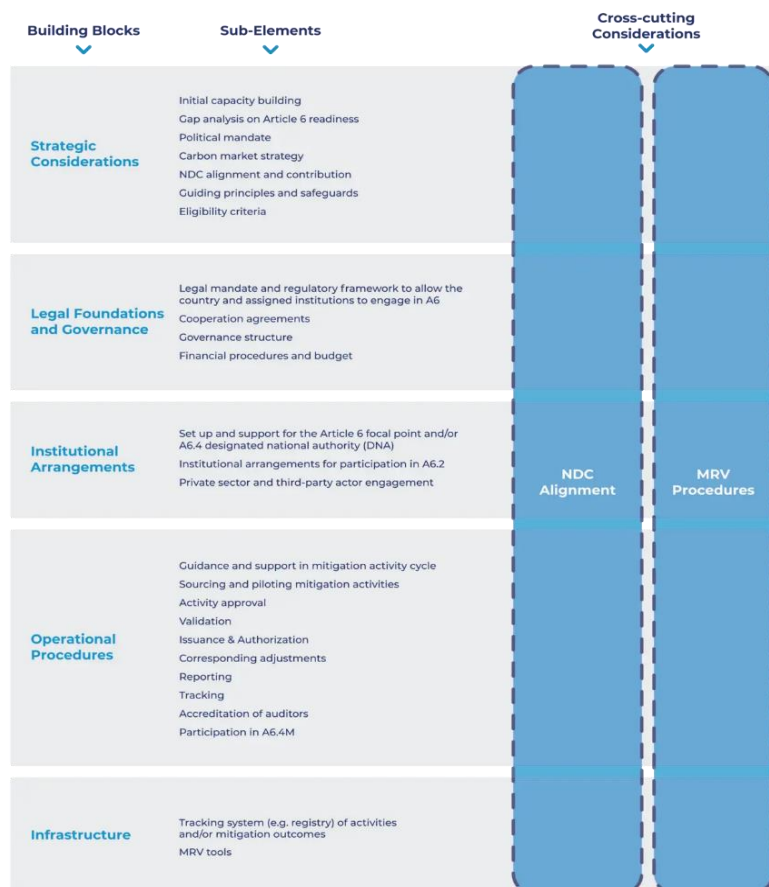 Building Blocks
Sub-Elements
Cross-cutting
Considerations
Strategic
Considerations
Initial capacity building
Gap analysis on Article 6 readiness
Political mandate
Carbon market strategy
NDC alignment and contribution
Guiding principles and safeguards
Eligibility criteria
Legal Foundations
and Governance
Legal mandate and regulatory framework to allow the
country and assigned institutions to engage in A6
Cooperation agreements
Governance structure
Financial procedures and budget
Institutional
Arrangements
Set up and support for the Article 6 focal point and/or
A6.4 designated national authority (DNA)
Institutional arrangements for participation in A6.2
Private sector and third-party actor engagement
NDC
Alignment
MRV
Procedures
Operational
Procedures
Guidance and support in mitigation activity cycle
Sourcing and piloting mitigation activities
Activity approval
Validation
Issuance & Authorization
Corresponding adjustments
Reporting
Tracking
Accreditation of auditors
Participation in A6.4M
Infrastructure
Tracking system (e.g. registry) of activities
and/or mitigation outcomes
MRV tools